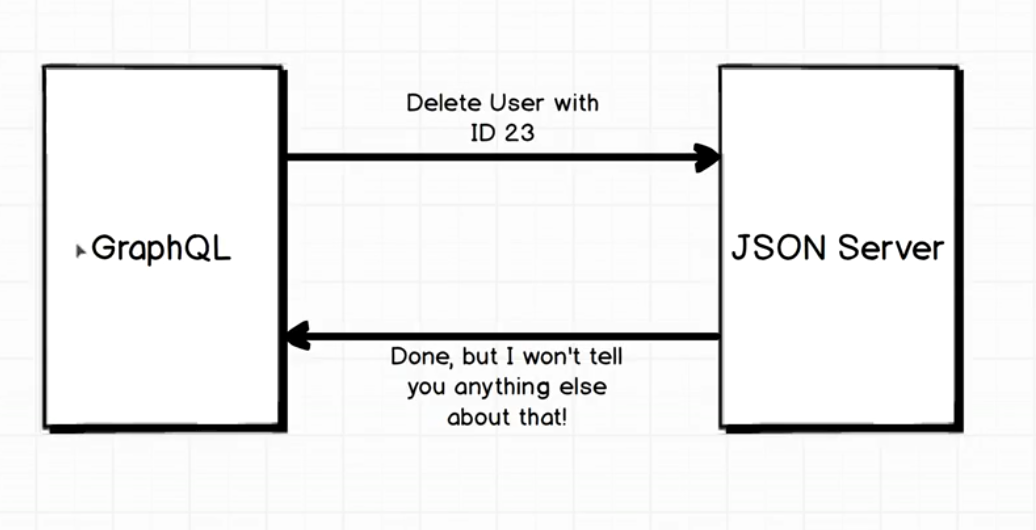 Delete User with
ID 23
GraphQL
JSON Server
Done, but I won't tell
you anything else
about that!